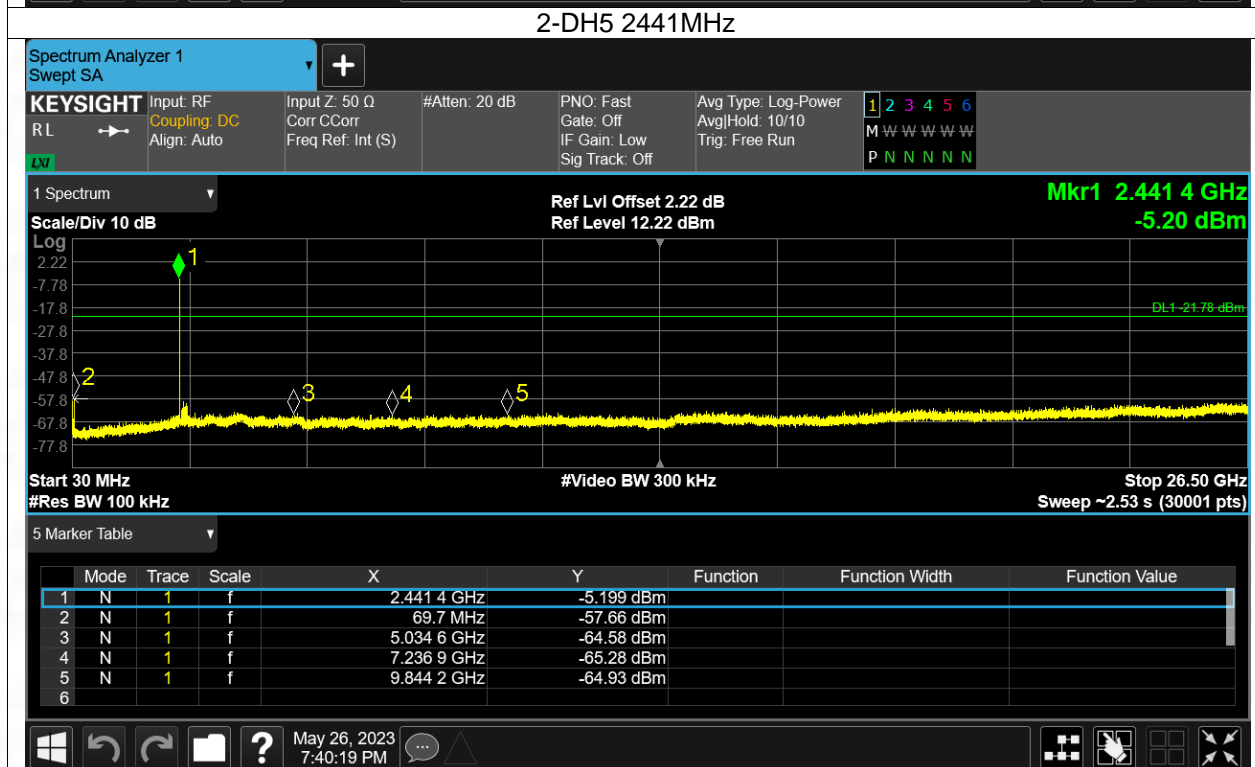 2-DH5 2441MHz
Spectrum Analyzer 1
Swept SA
KEYSIGHT Input: RF Input Z: 50 Ω #Atten: 20 dB PNO: Fast Avg Type: Log-Power 1 2 3 4 5 6
RL Coupling: DC Corr CCorr Gate: Off Avg|Hold: 10/10 M W W W W W
Align: Auto Freq Ref: Int (S) IF Gain: Low Trig: Free Run
LXI Sig Track: Off P N N N N N
1 Spectrum Ref Lvl Offset 2.22 dB Mkr1 2.441 4 GHz
Scale/Div 10 dB Ref Level 12.22 dBm -5.20 dBm
Log
2.22 1
-7.78
-17.8 DL1 -21.78 dBm
-27.8
-37.8
-47.8 2
-57.8 3 4 5
-67.8
-77.8
Start 30 MHz #Video BW 300 kHz Stop 26.50 GHz
#Res BW 100 kHz Sweep ~2.53 s (30001 pts)
5 Marker Table
Mode Trace Scale X Y Function Function Width Function Value
1 N 1 f 2.441 4 GHz -5.199 dBm
2 N 1 f 69.7 MHz -57.66 dBm
3 N 1 f 5.034 6 GHz -64.58 dBm
4 N 1 f 7.236 9 GHz -65.28 dBm
5 N 1 f 9.844 2 GHz -64.93 dBm
6
? May 26, 2023
7:40:19 PM